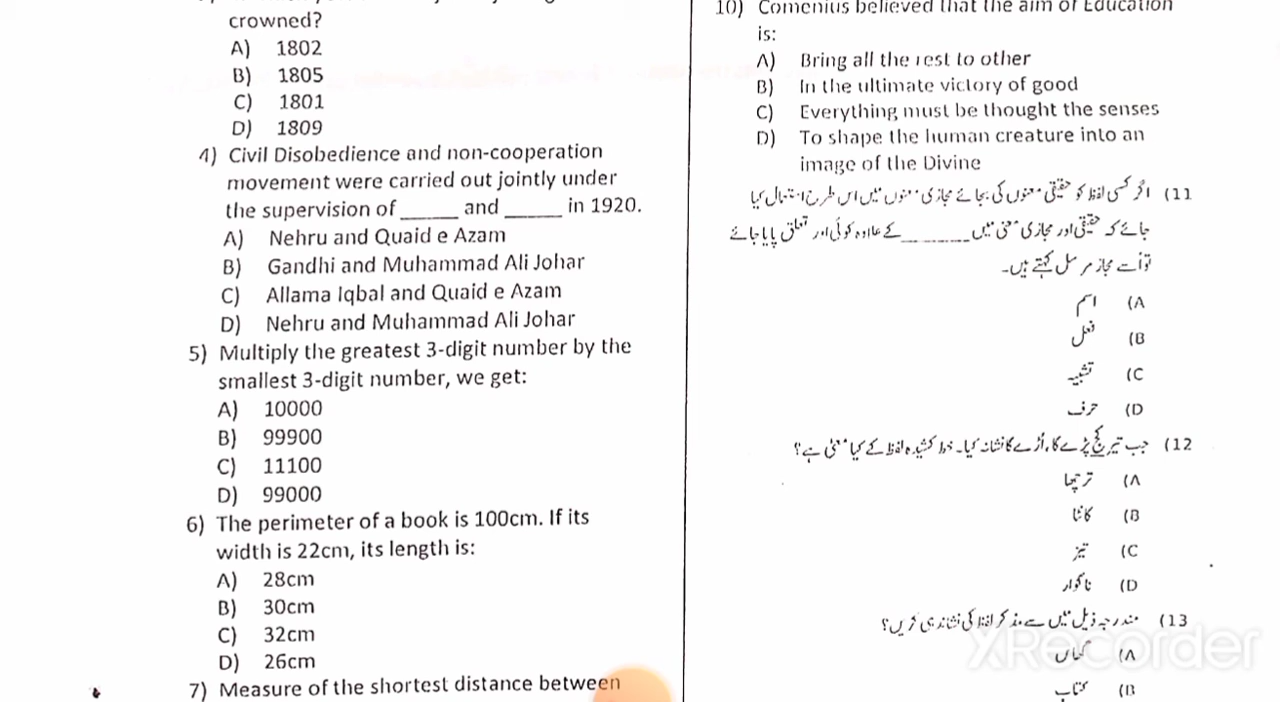 crowned?
A) 1802
B) 1805
C) 1801
D) 1809
4) Civil Disobedience and non-cooperation
movement were carried out jointly under
the supervision of ______ and ______ in 1920.
A) Nehru and Quaid e Azam
B) Gandhi and Muhammad Ali Johar
C) Allama Iqbal and Quaid e Azam
D) Nehru and Muhammad Ali Johar
5) Multiply the greatest 3-digit number by the
smallest 3-digit number, we get:
A) 10000
B) 99900
C) 11100
D) 99000
6) The perimeter of a book is 100cm. If its
width is 22cm, its length is:
A) 28cm
B) 30cm
C) 32cm
D) 26cm
7) Measure of the shortest distance between
10) Comenius believed that the aim of Education
is:
A) Bring all the rest to other
B) In the ultimate victory of good
C) Everything must be thought the senses
D) To shape the human creature into an
image of the Divine
11) اگر کسی لفظ کو حقیقی معنوں کی بجائے مجازی معنوں میں اس طرح استعمال کیا
جائے کہ حقیقی اور مجازی معنی میں ________ کے علاوہ کوئی اور تعلق پایا جائے
تو اُسے مجاز مرسل کہتے ہیں۔
A) اسم
B) فعل
C) تشبیہ
D) حرف
12) جب تیر کج پڑے گا، اُڑے گا نشانہ کیا۔ خط کشیدہ لفظ کے کیا معنی ہے؟
A) ترچھا
B) کانٹا
C) تیز
D) ناگوار
13) مندرجہ ذیل میں سے مذکر لفظ کی نشاندہی کریں؟
A) گیاں
B) کتاب
XRecorder